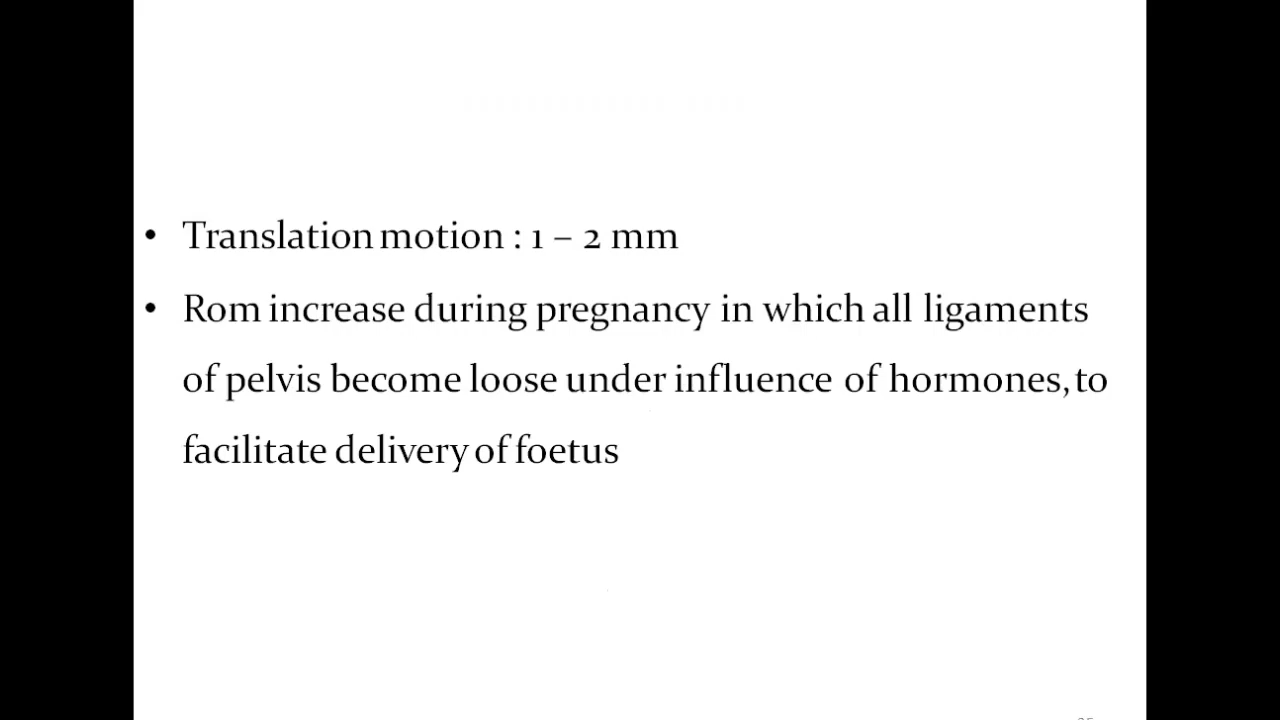 • Translation motion : 1 – 2 mm
• Rom increase during pregnancy in which all ligaments
of pelvis become loose under influence of hormones, to
facilitate delivery of foetus